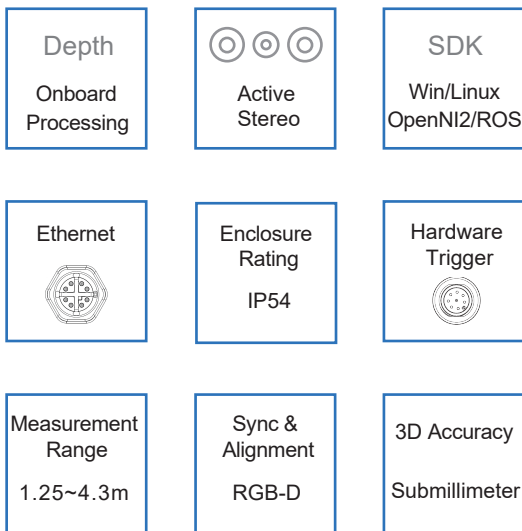 Depth
Onboard
Processing
Active
Stereo
SDK
Win/Linux
OpenNI2/ROS
Ethernet
Enclosure
Rating
IP54
Hardware
Trigger
Measurement
Range
1.25~4.3m
Sync &
Alignment
RGB-D
3D Accuracy
Submillimeter